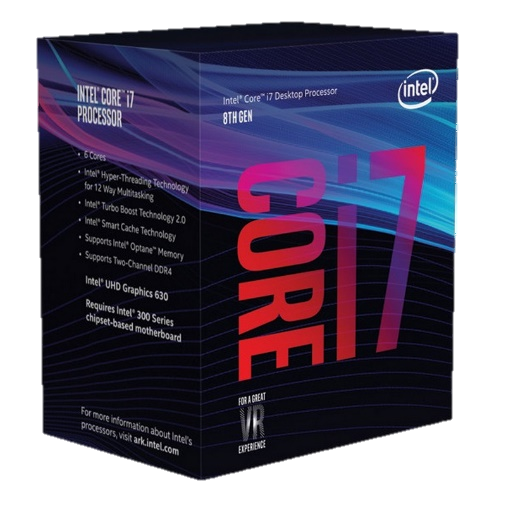 INTEL® CORE™ i7
PROCESSOR
• 6 Cores
• Intel® Hyper-Threading Technology
for 12 Way Multitasking
• Intel® Turbo Boost Technology 2.0
• Intel® Smart Cache Technology
• Supports Intel® Optane™ Memory
• Supports Two-Channel DDR4
Intel® UHD Graphics 630
Requires Intel® 300 Series
chipset-based motherboard
For more information about Intel's
processors, visit ark.intel.com
Intel® Core™ i7 Desktop Processor
8TH GEN
intel
CORE i7
FOR A GREAT
VR
EXPERIENCE